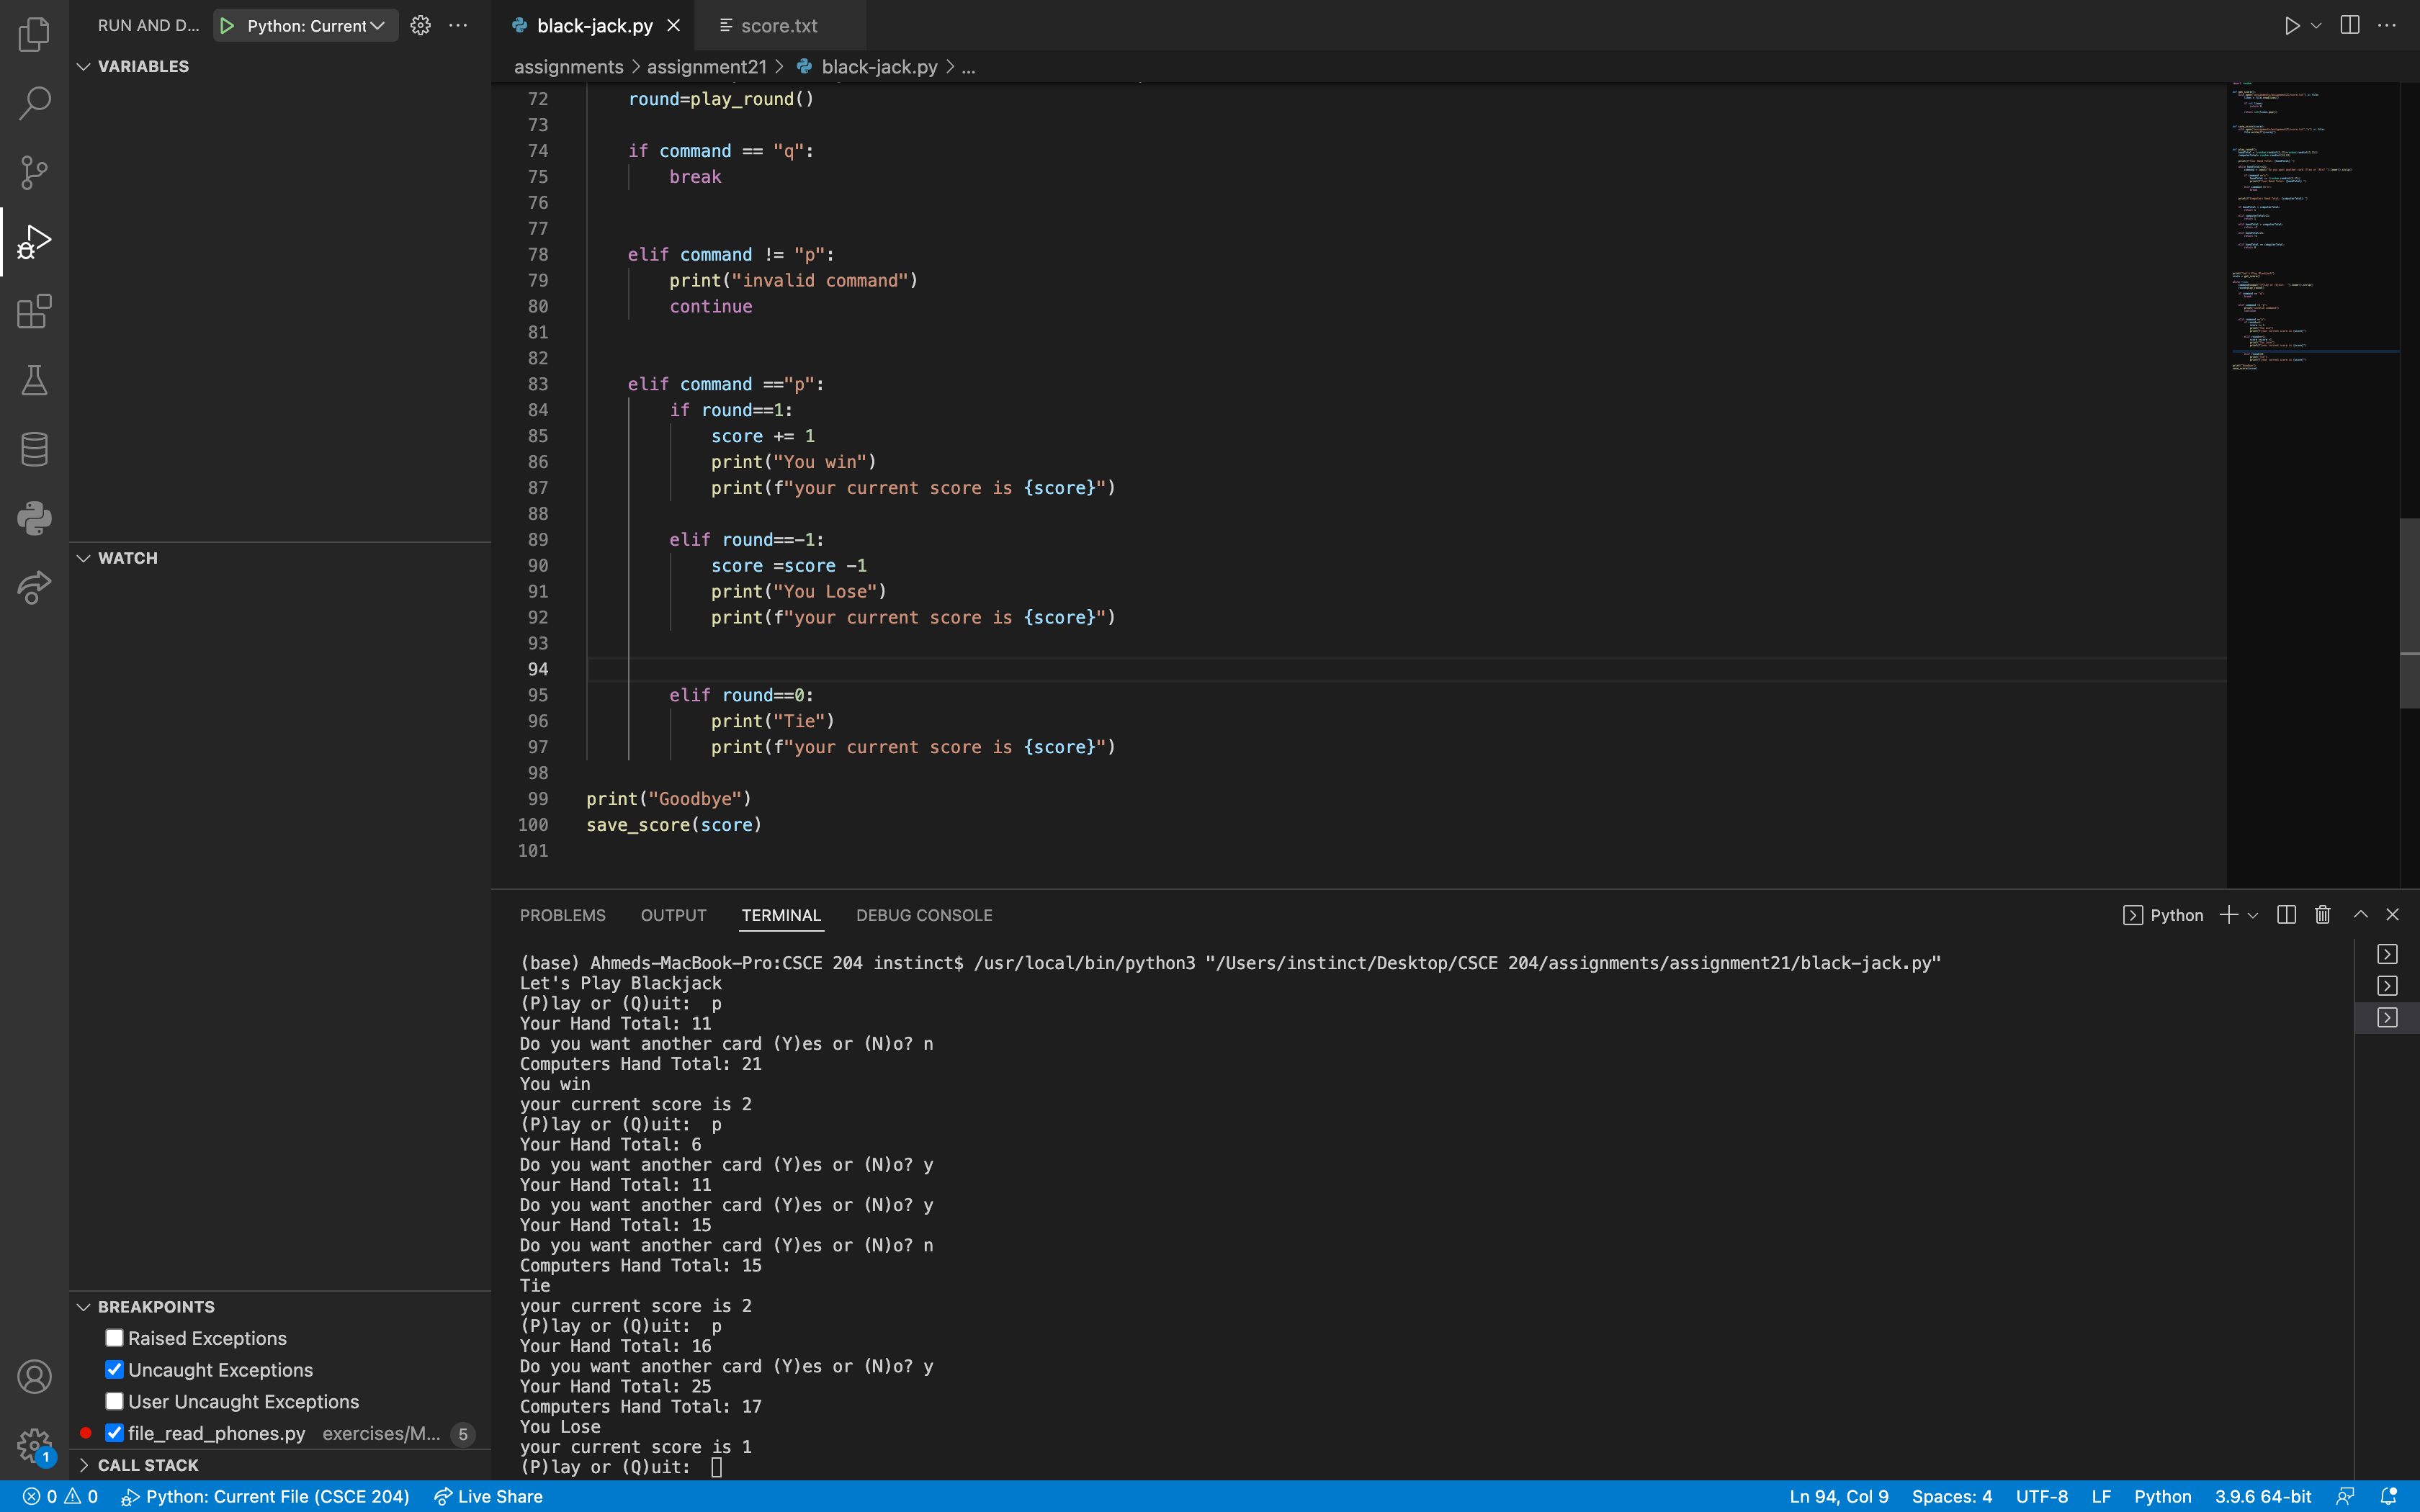 RUN AND D... Python: Current
VARIABLES
WATCH
BREAKPOINTS
Raised Exceptions
Uncaught Exceptions
User Uncaught Exceptions
file_read_phones.py exercises/M... 5
CALL STACK
1
black-jack.py score.txt
assignments > assignment21 > black-jack.py > ...
72 round=play_round()
73
74 if command == "q":
75 break
76
77
78 elif command != "p":
79 print("invalid command")
80 continue
81
82
83 elif command =="p":
84 if round==1:
85 score += 1
86 print("You win")
87 print(f"your current score is {score}")
88
89 elif round==-1:
90 score =score -1
91 print("You Lose")
92 print(f"your current score is {score}")
93
94
95 elif round==0:
96 print("Tie")
97 print(f"your current score is {score}")
98
99 print("Goodbye")
100 save_score(score)
101
PROBLEMS OUTPUT TERMINAL DEBUG CONSOLE Python
(base) Ahmeds-MacBook-Pro:CSCE 204 instinct$ /usr/local/bin/python3 "/Users/instinct/Desktop/CSCE 204/assignments/assignment21/black-jack.py"
Let's Play Blackjack
(P)lay or (Q)uit: p
Your Hand Total: 11
Do you want another card (Y)es or (N)o? n
Computers Hand Total: 21
You win
your current score is 2
(P)lay or (Q)uit: p
Your Hand Total: 6
Do you want another card (Y)es or (N)o? y
Your Hand Total: 11
Do you want another card (Y)es or (N)o? y
Your Hand Total: 15
Do you want another card (Y)es or (N)o? n
Computers Hand Total: 15
Tie
your current score is 2
(P)lay or (Q)uit: p
Your Hand Total: 16
Do you want another card (Y)es or (N)o? y
Your Hand Total: 25
Computers Hand Total: 17
You Lose
your current score is 1
(P)lay or (Q)uit:
0 0 Python: Current File (CSCE 204) Live Share Ln 94, Col 9 Spaces: 4 UTF-8 LF Python 3.9.6 64-bit